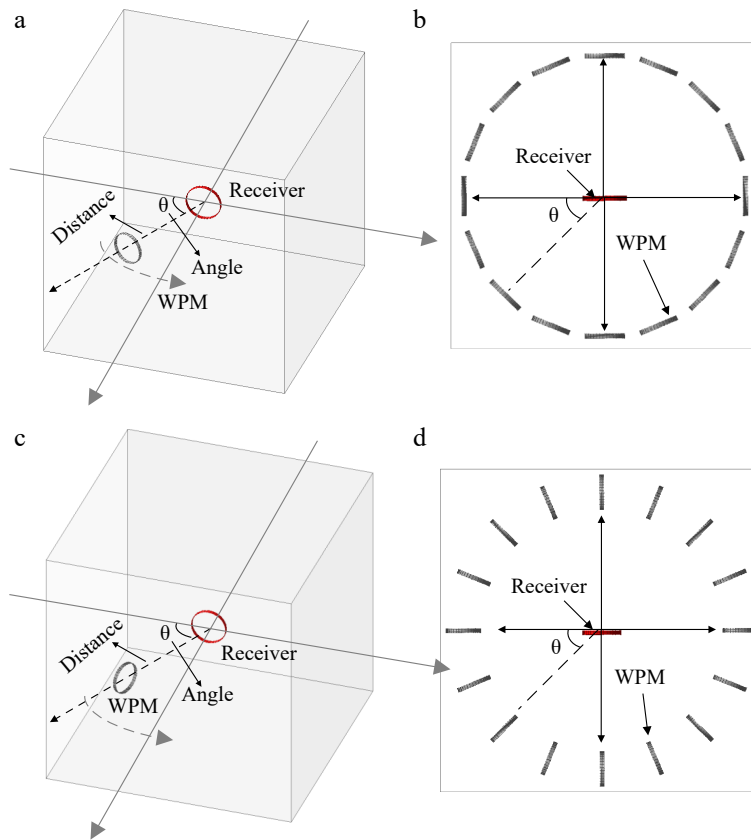 a
Receiver
θ
Distance
Angle
WPM
b
Receiver
θ
WPM
c
θ
Receiver
Distance
Angle
WPM
d
Receiver
θ
WPM